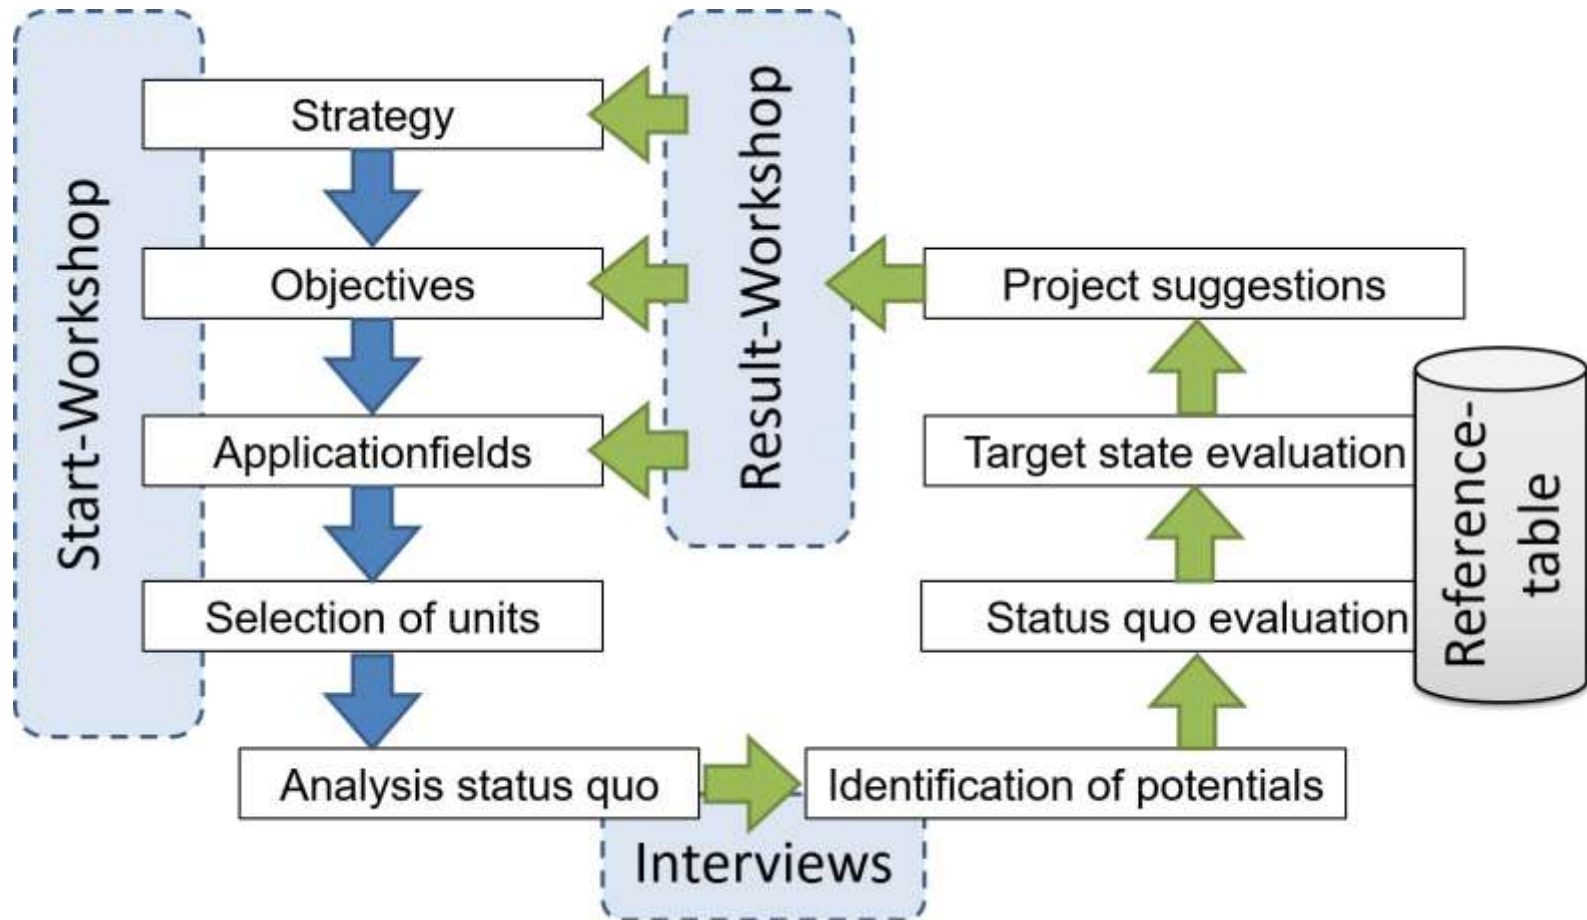 Start-Workshop
Strategy
Objectives
Applicationfields
Selection of units
Analysis status quo
Interviews
Identification of potentials
Status quo evaluation
Target state evaluation
Project suggestions
Result-Workshop
Reference-
table